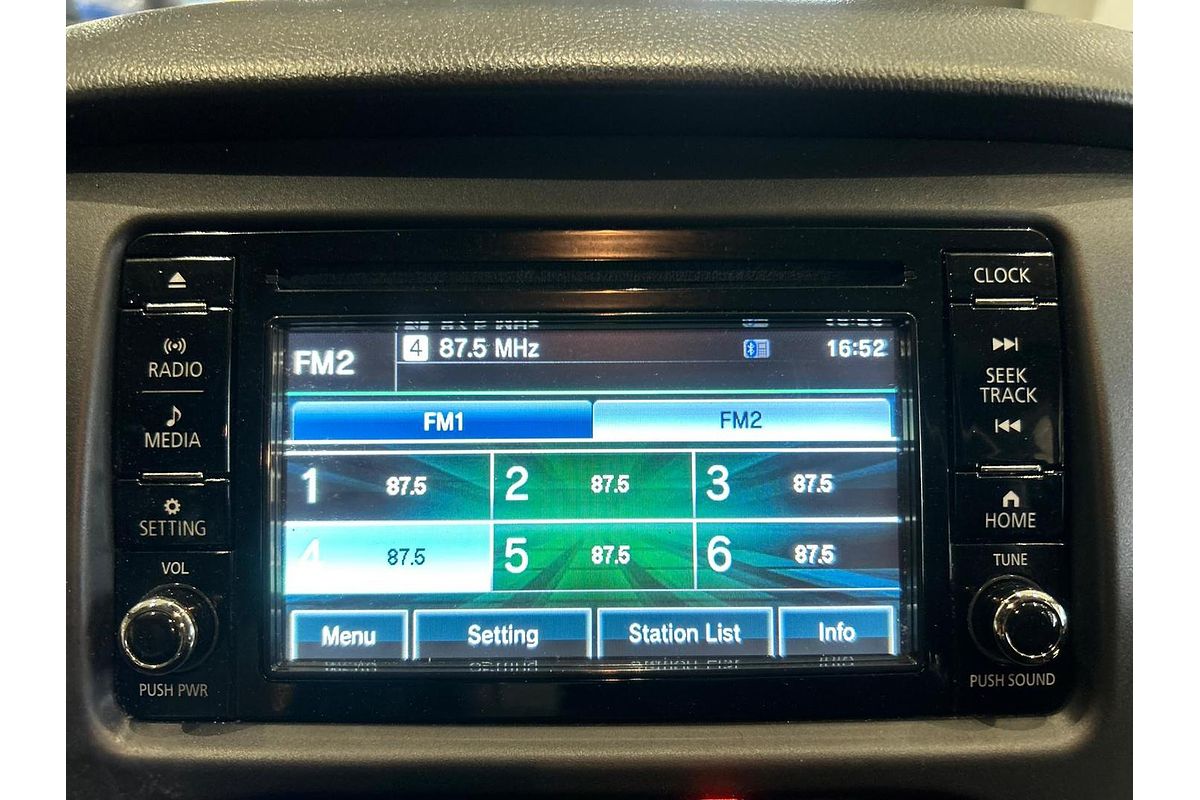 RADIO
MEDIA
SETTING
VOL
PUSH PWR
FM2
4 87.5 MHz
16:52
FM1 FM2
1 87.5 2 87.5 3 87.5
4 87.5 5 87.5 6 87.5
Menu Setting Station List Info
CLOCK
SEEK
TRACK
HOME
TUNE
PUSH SOUND